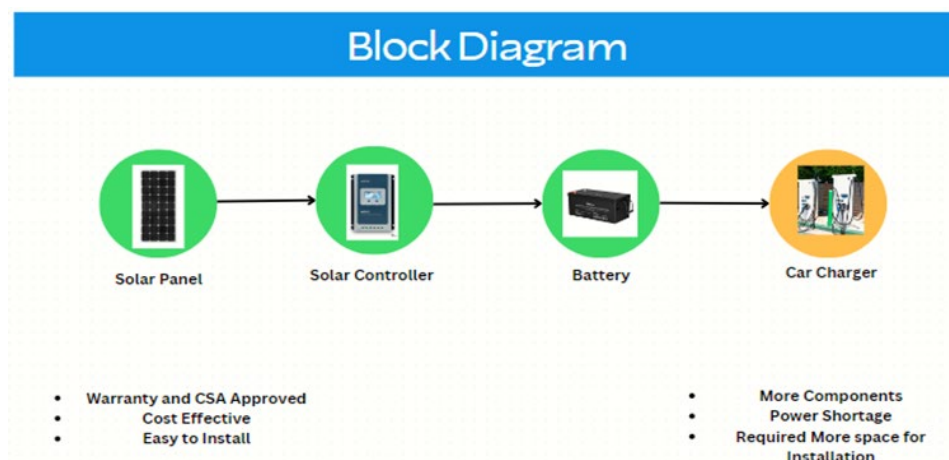 Block Diagram
Solar Panel
Solar Controller
Battery
Car Charger
• Warranty and CSA Approved
• Cost Effective
• Easy to Install
• More Components
• Power Shortage
• Required More space for
Installation